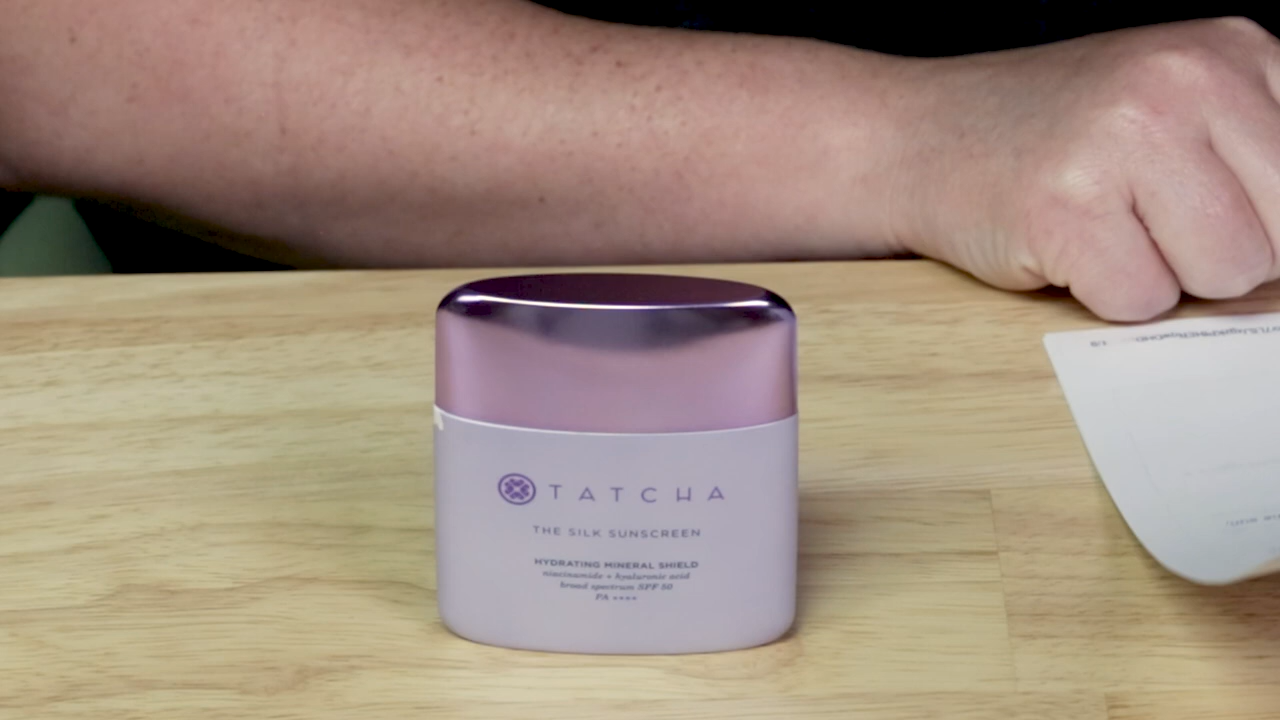 TATCHA
THE SILK SUNSCREEN
HYDRATING MINERAL SHIELD
niacinamide + hyaluronic acid
broad spectrum SPF 50
PA ++++